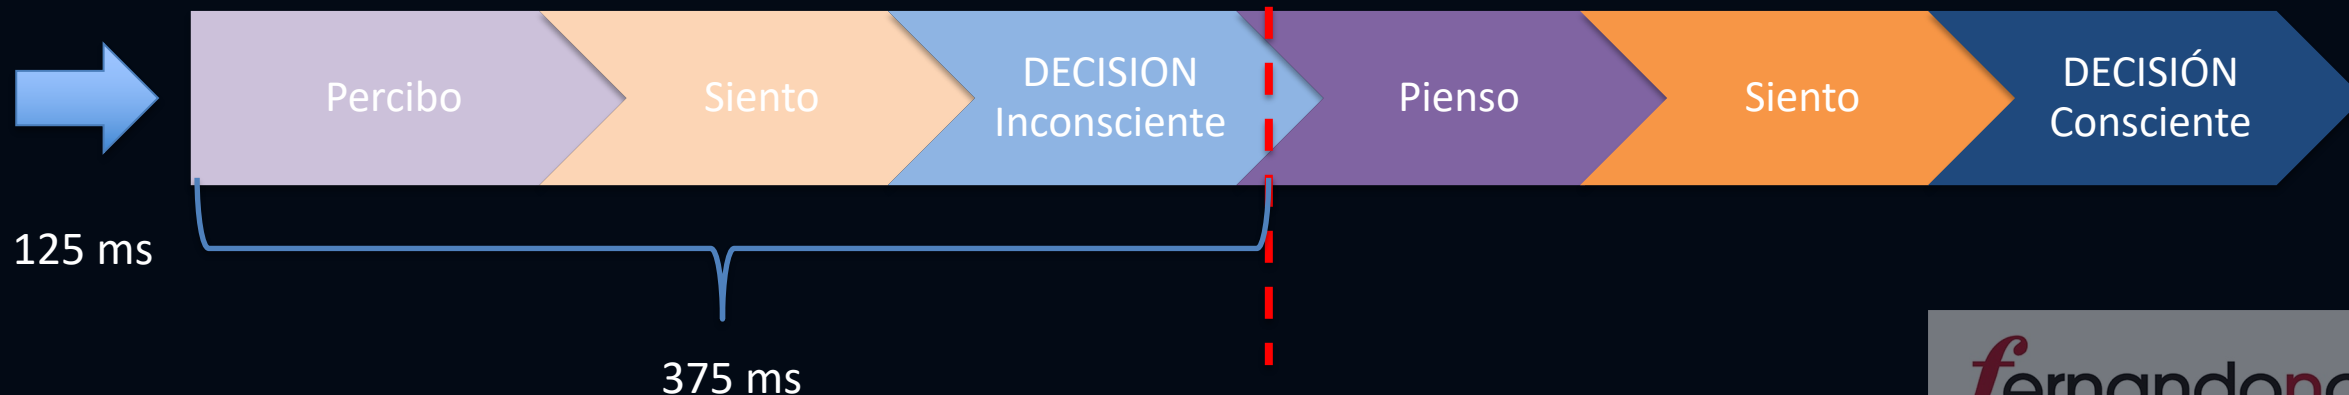 Percibo
Siento
DECISION
Inconsciente
Pienso
Siento
DECISIÓN
Consciente
125 ms
375 ms